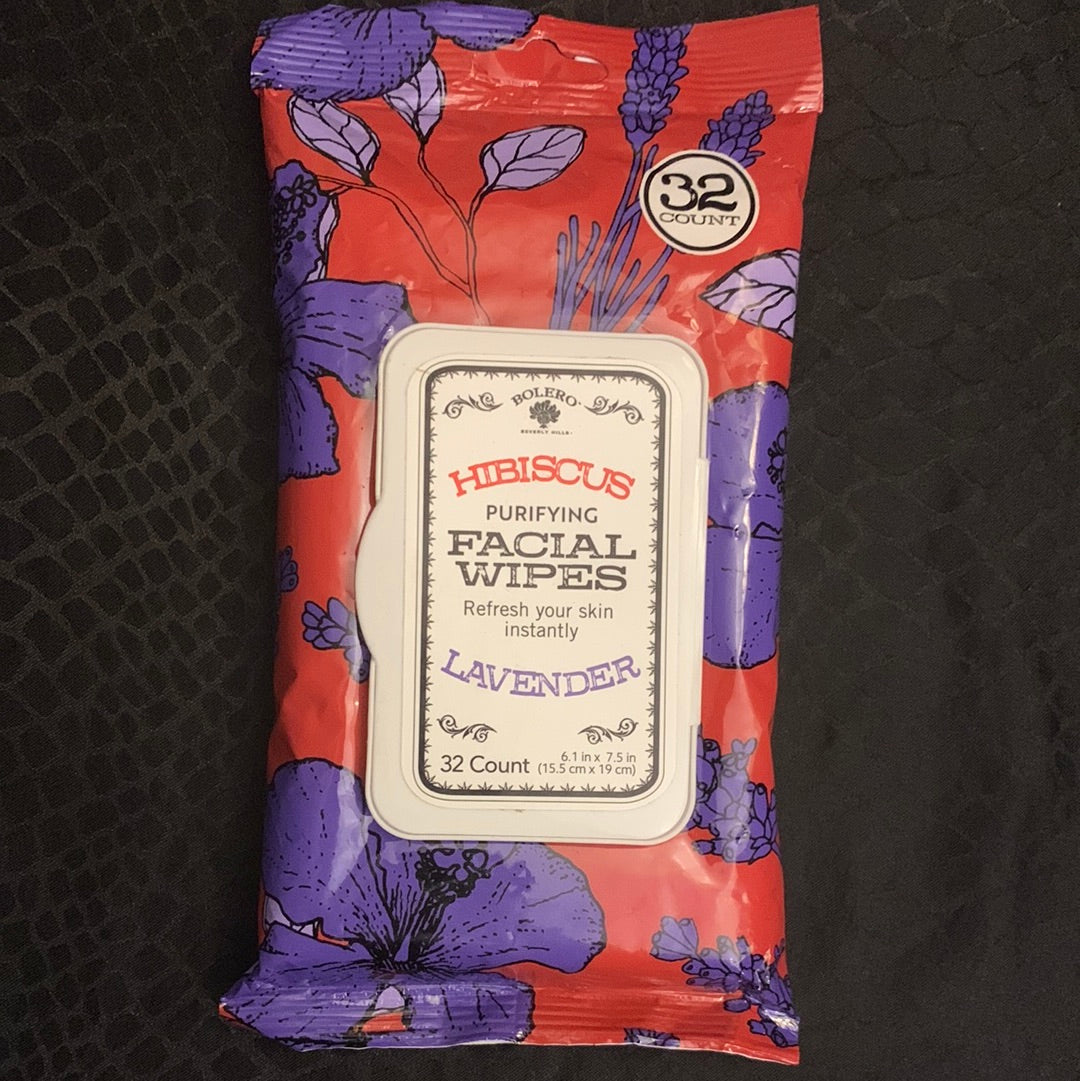 32
COUNT
BOLERO
BEVERLY HILLS
HIBISCUS
PURIFYING
FACIAL
WIPES
Refresh your skin
instantly
LAVENDER
32 Count
6.1 in x 7.5 in
(15.5 cm x 19 cm)